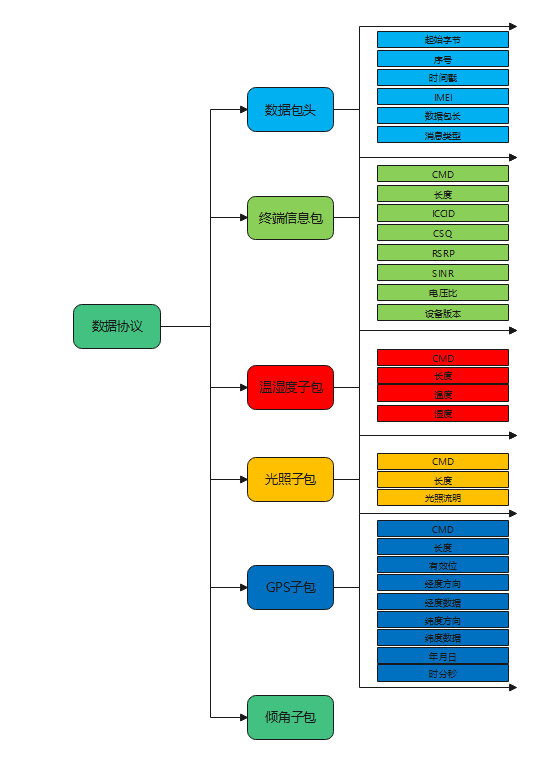 数据协议
数据包头
起始字节
序号
时间戳
IMEI
数据包长
消息类型
终端信息包
CMD
长度
ICCID
CSQ
RSRP
SINR
电压比
设备版本
温湿度子包
CMD
长度
温度
湿度
光照子包
CMD
长度
光照流明
GPS子包
CMD
长度
有效位
经度方向
经度数据
纬度方向
纬度数据
年月日
时分秒
倾角子包